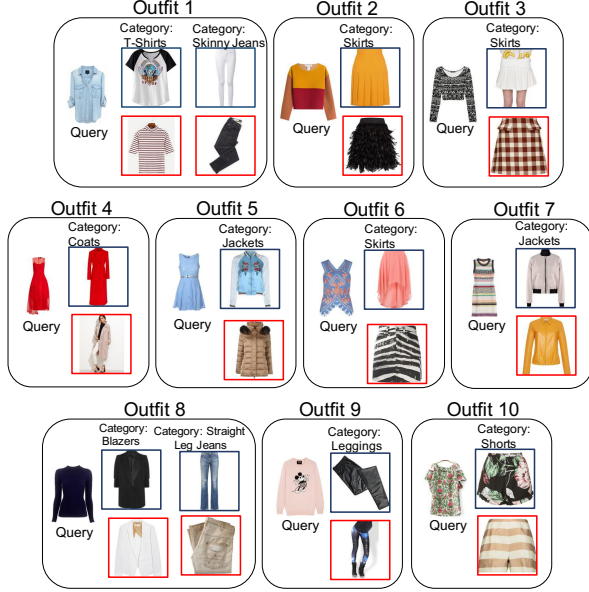 Outfit 1
Category:
T-Shirts
Category:
Skinny Jeans
Query
Outfit 2
Category:
Skirts
Query
Outfit 3
Category:
Skirts
Query
Outfit 4
Category:
Coats
Query
Outfit 5
Category:
Jackets
Query
Outfit 6
Category:
Skirts
Query
Outfit 7
Category:
Jackets
Query
Outfit 8
Category:
Blazers
Category: Straight
Leg Jeans
Query
Outfit 9
Category:
Leggings
Query
Outfit 10
Category:
Shorts
Query